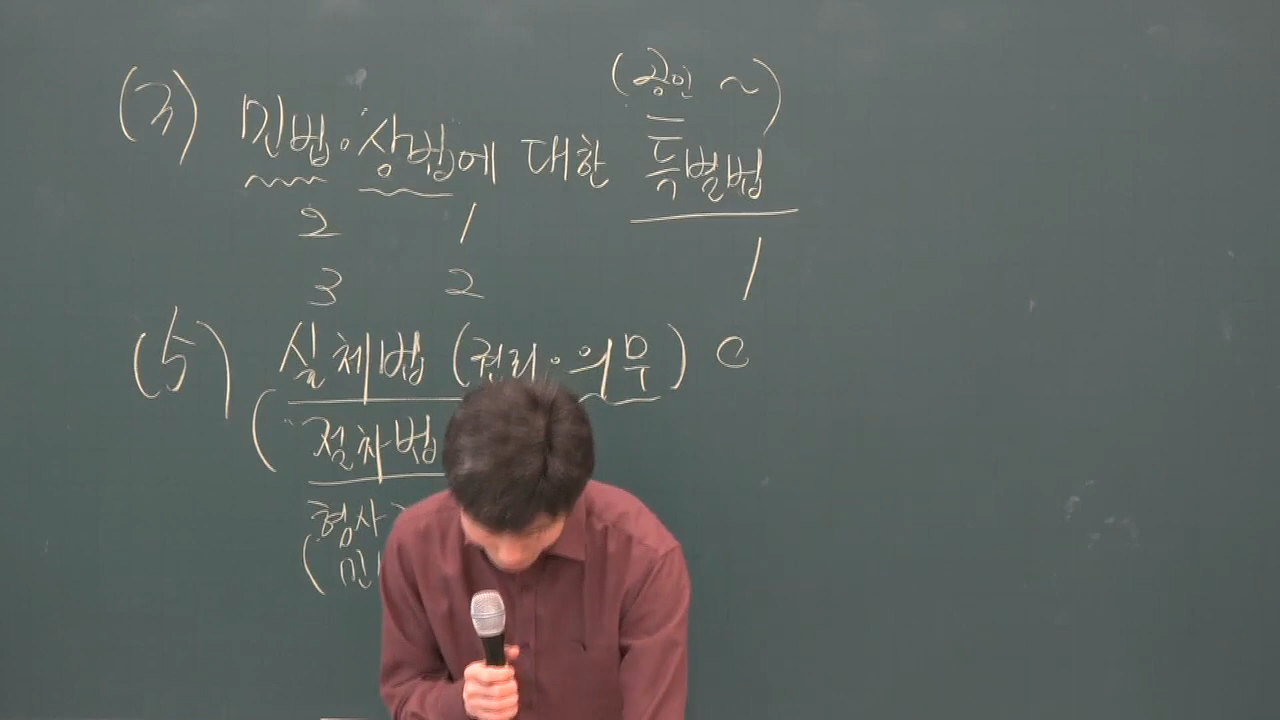 (공인 ~)
(3) 민법·상법에 대한 특별법
2 1
3 2 1
(5) 실체법 (권리·의무)
절차법
형사
민